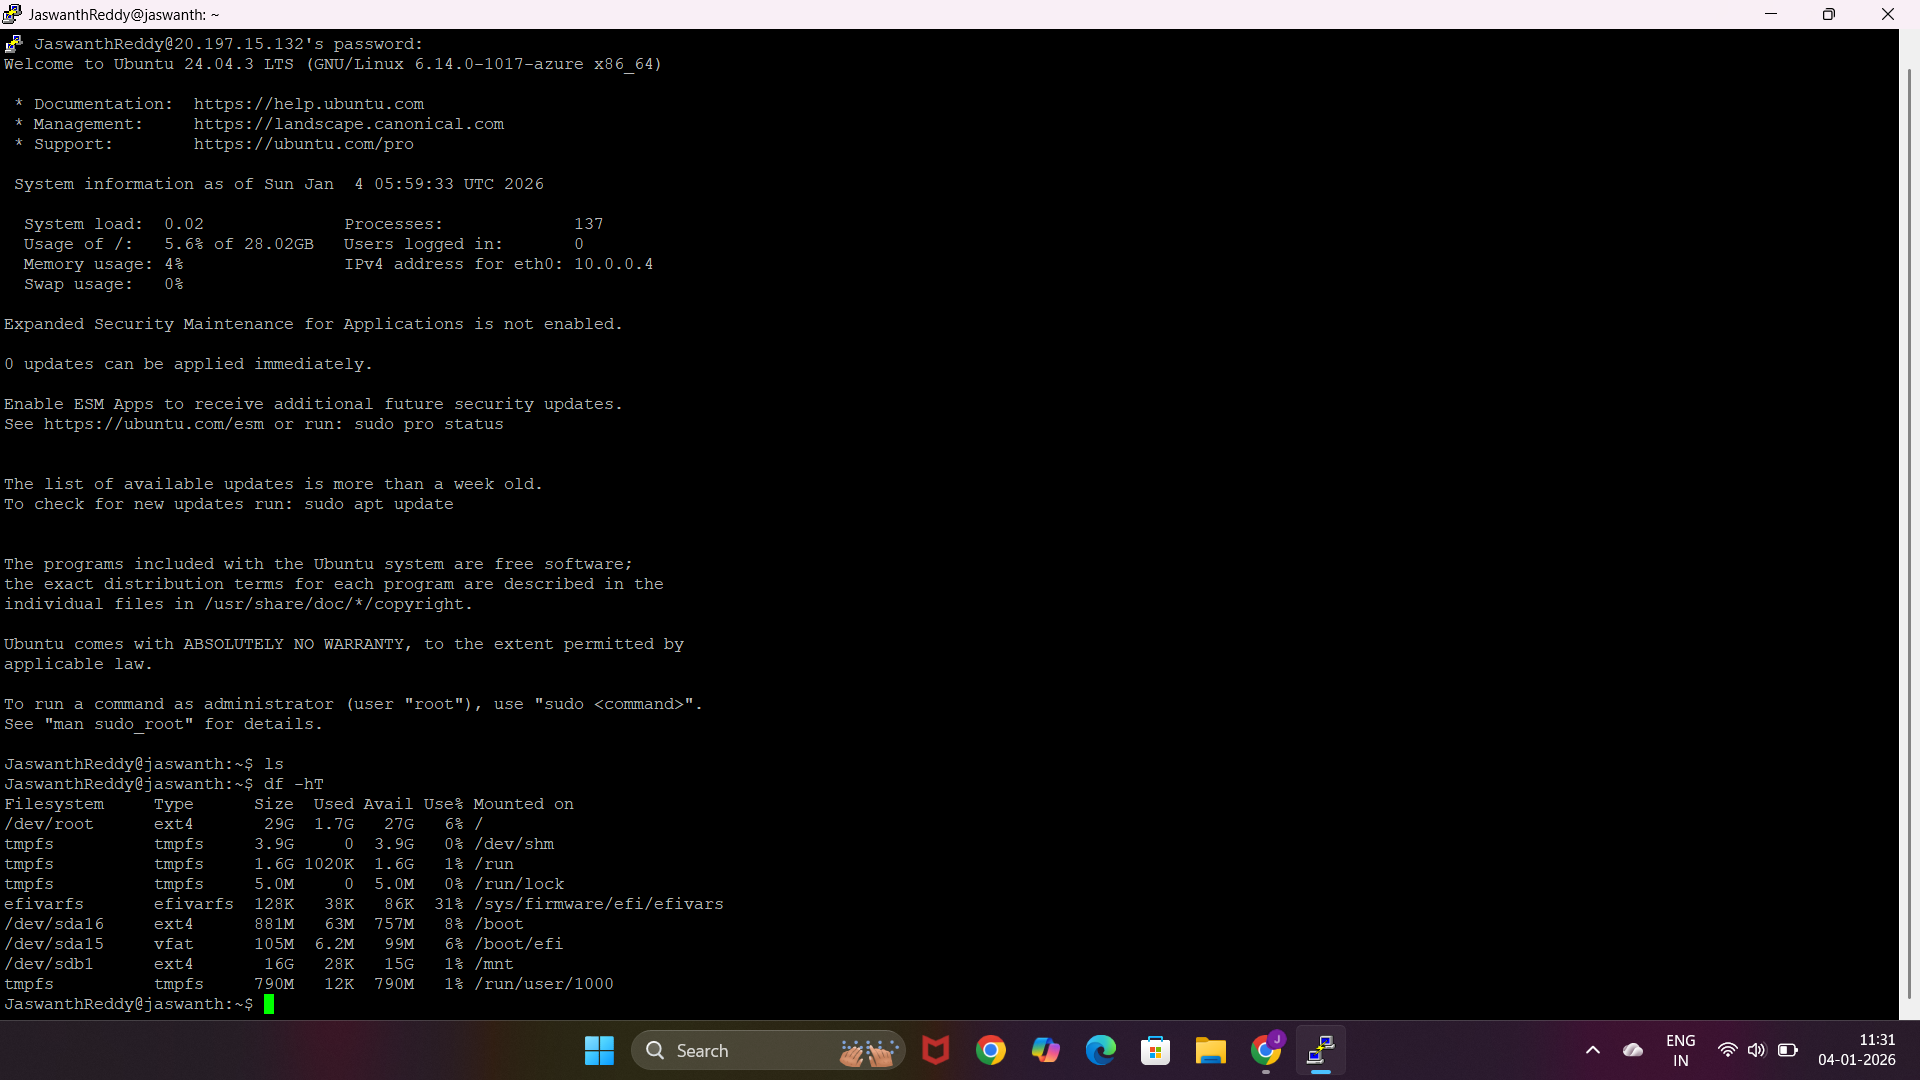 JaswanthReddy@jaswanth: ~
JaswanthReddy@20.197.15.132's password:
Welcome to Ubuntu 24.04.3 LTS (GNU/Linux 6.14.0-1017-azure x86_64)
* Documentation:  https://help.ubuntu.com
* Management:     https://landscape.canonical.com
* Support:        https://ubuntu.com/pro
System information as of Sun Jan  4 05:59:33 UTC 2026
System load:  0.02              Processes:             137
Usage of /:   5.6% of 28.02GB   Users logged in:       0
Memory usage: 4%                IPv4 address for eth0: 10.0.0.4
Swap usage:   0%
Expanded Security Maintenance for Applications is not enabled.
0 updates can be applied immediately.
Enable ESM Apps to receive additional future security updates.
See https://ubuntu.com/esm or run: sudo pro status
The list of available updates is more than a week old.
To check for new updates run: sudo apt update
The programs included with the Ubuntu system are free software;
the exact distribution terms for each program are described in the
individual files in /usr/share/doc/*/copyright.
Ubuntu comes with ABSOLUTELY NO WARRANTY, to the extent permitted by
applicable law.
To run a command as administrator (user "root"), use "sudo <command>".
See "man sudo_root" for details.
JaswanthReddy@jaswanth:~$ ls
JaswanthReddy@jaswanth:~$ df -hT
Filesystem     Type      Size  Used Avail Use% Mounted on
/dev/root      ext4       29G  1.7G   27G   6% /
tmpfs          tmpfs     3.9G     0  3.9G   0% /dev/shm
tmpfs          tmpfs     1.6G 1020K  1.6G   1% /run
tmpfs          tmpfs     5.0M     0  5.0M   0% /run/lock
efivarfs       efivarfs  128K   38K   86K  31% /sys/firmware/efi/efivars
/dev/sda16     ext4      881M   63M  757M   8% /boot
/dev/sda15     vfat      105M  6.2M   99M   6% /boot/efi
/dev/sdb1      ext4       16G   28K   15G   1% /mnt
tmpfs          tmpfs     790M   12K  790M   1% /run/user/1000
JaswanthReddy@jaswanth:~$
Search
J
ENG
IN
11:31
04-01-2026